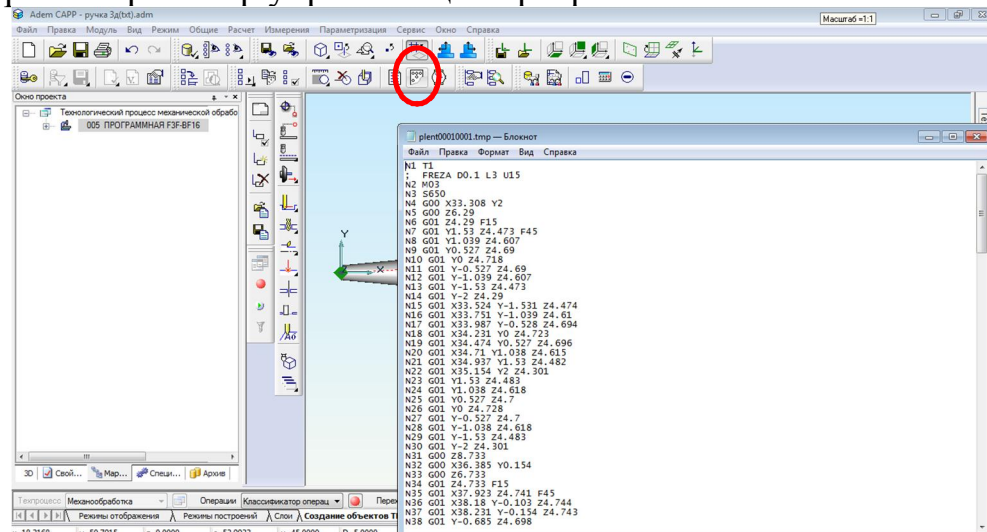 Adem CAPP - ручка 3д(txt).adm
Масштаб =1:1
Файл Правка Модуль Вид Режим Общие Расчет Измерения Параметризация Сервис Окно Справка
Окно проекта
Технологический процесс механической обрабо
005 ПРОГРАММНАЯ F3F-BF16
Y
X
plent00010001.tmp — Блокнот
Файл Правка Формат Вид Справка
N1 T1
; FREZA D0.1 L3 U15
N2 M03
N3 S650
N4 G00 X33.308 Y2
N5 G00 Z6.29
N6 G01 Z4.29 F15
N7 G01 Y1.53 Z4.473 F45
N8 G01 Y1.039 Z4.607
N9 G01 Y0.527 Z4.69
N10 G01 Y0 Z4.718
N11 G01 Y-0.527 Z4.69
N12 G01 Y-1.039 Z4.607
N13 G01 Y-1.53 Z4.473
N14 G01 Y-2 Z4.29
N15 G01 X33.524 Y-1.531 Z4.474
N16 G01 X33.751 Y-1.039 Z4.61
N17 G01 X33.987 Y-0.528 Z4.694
N18 G01 X34.231 Y0 Z4.723
N19 G01 X34.474 Y0.527 Z4.696
N20 G01 X34.71 Y1.038 Z4.615
N21 G01 X34.937 Y1.53 Z4.482
N22 G01 X35.154 Y2 Z4.301
N23 G01 Y1.53 Z4.483
N24 G01 Y1.038 Z4.618
N25 G01 Y0.527 Z4.7
N26 G01 Y0 Z4.728
N27 G01 Y-0.527 Z4.7
N28 G01 Y-1.038 Z4.618
N29 G01 Y-1.53 Z4.483
N30 G01 Y-2 Z4.301
N31 G00 Z8.733
N32 G00 X36.385 Y0.154
N33 G00 Z6.733
N34 G01 Z4.733 F15
N35 G01 X37.923 Z4.741 F45
N36 G01 X38.18 Y-0.103 Z4.744
N37 G01 X38.231 Y-0.154 Z4.743
N38 G01 Y-0.685 Z4.698
3D Свой... Мар... Специ... Архив
Техпроцесс Механообработка Операции Классификатор операц Перех
Режимы отображения Режимы построений Слои Создание объектов